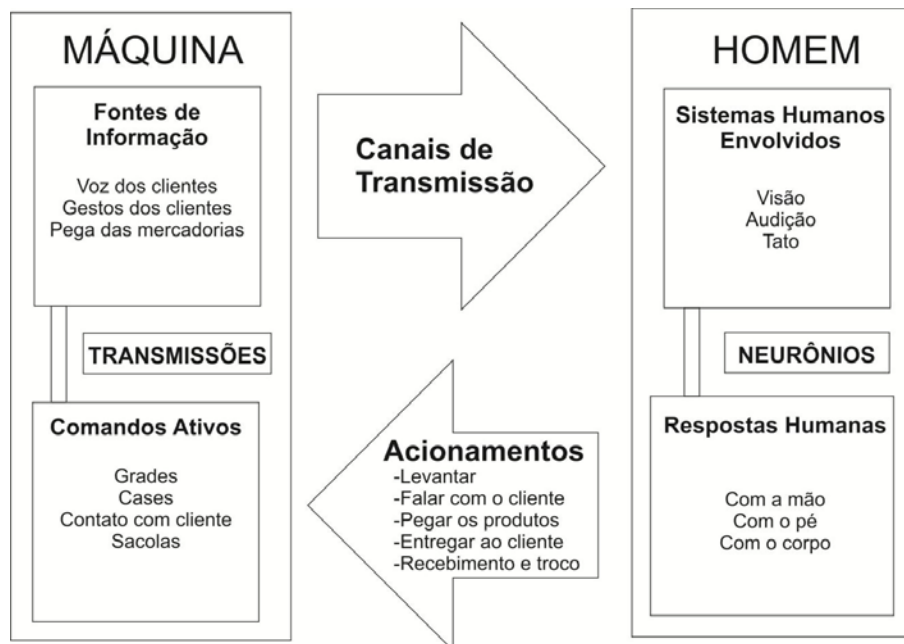 MÁQUINA
Fontes de
Informação
Voz dos clientes
Gestos dos clientes
Pega das mercadorias
TRANSMISSÕES
Comandos Ativos
Grades
Cases
Contato com cliente
Sacolas
Canais de
Transmissão
Acionamentos
-Levantar
-Falar com o cliente
-Pegar os produtos
-Entregar ao cliente
-Recebimento e troco
HOMEM
Sistemas Humanos
Envolvidos
Visão
Audição
Tato
NEURÔNIOS
Respostas Humanas
Com a mão
Com o pé
Com o corpo